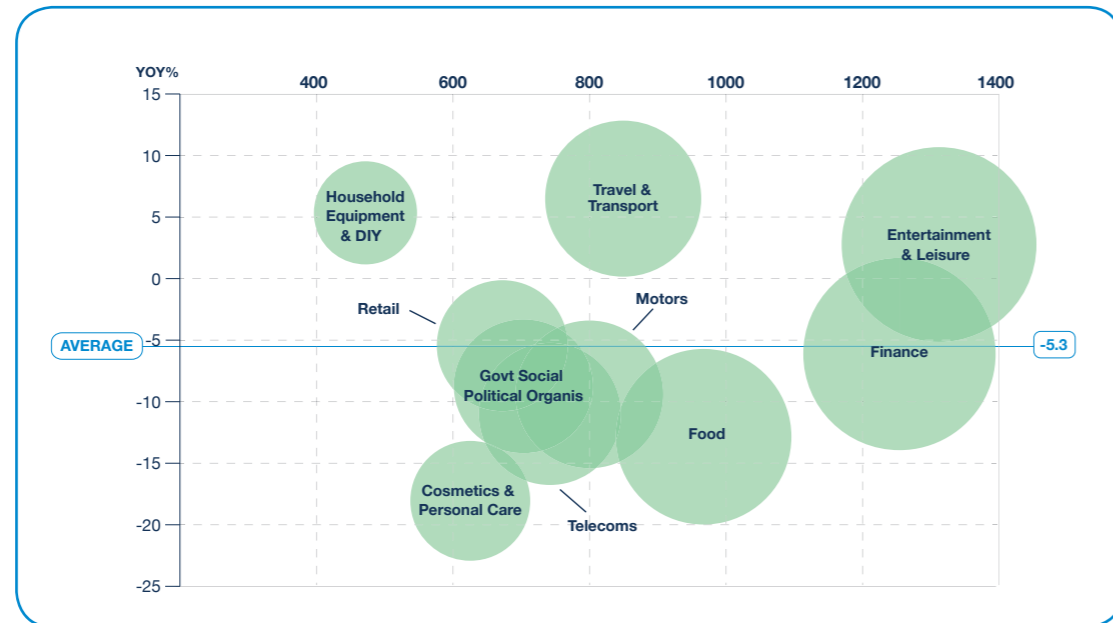 YOY%
400 600 800 1000 1200 1400
15
10
5
0
-5
-10
-15
-20
-25
Household
Equipment
& DIY
Travel &
Transport
Entertainment
& Leisure
Retail
Motors
AVERAGE
-5.3
Finance
Govt Social
Political Organis
Food
Cosmetics &
Personal Care
Telecoms